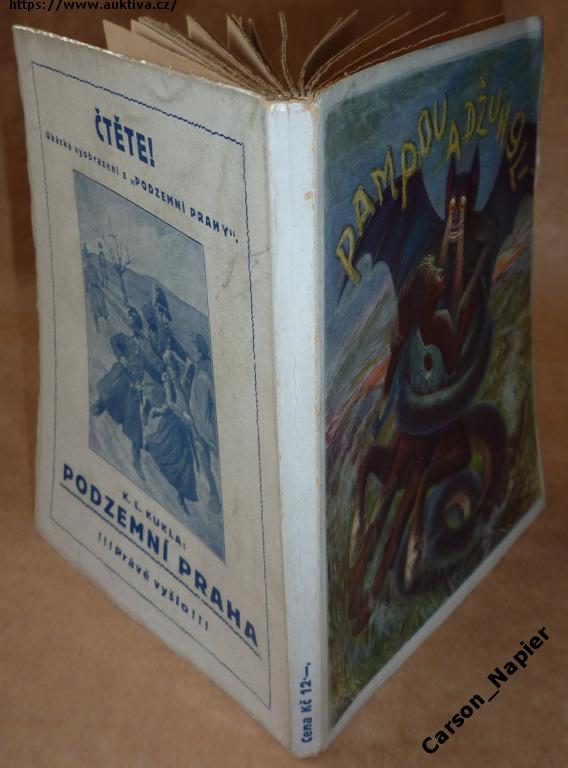 https://www.auktiva.cz/
ČTĚTE!
Ukázka vyobrazení z „PODZEMNÍ PRAHY“.
K. L. KUKLA:
PODZEMNÍ PRAHA
!!!právě vyšlo!!!
Cena Kč 12·—.
PAMPOU A DŽUNGL-
Carson_Napier